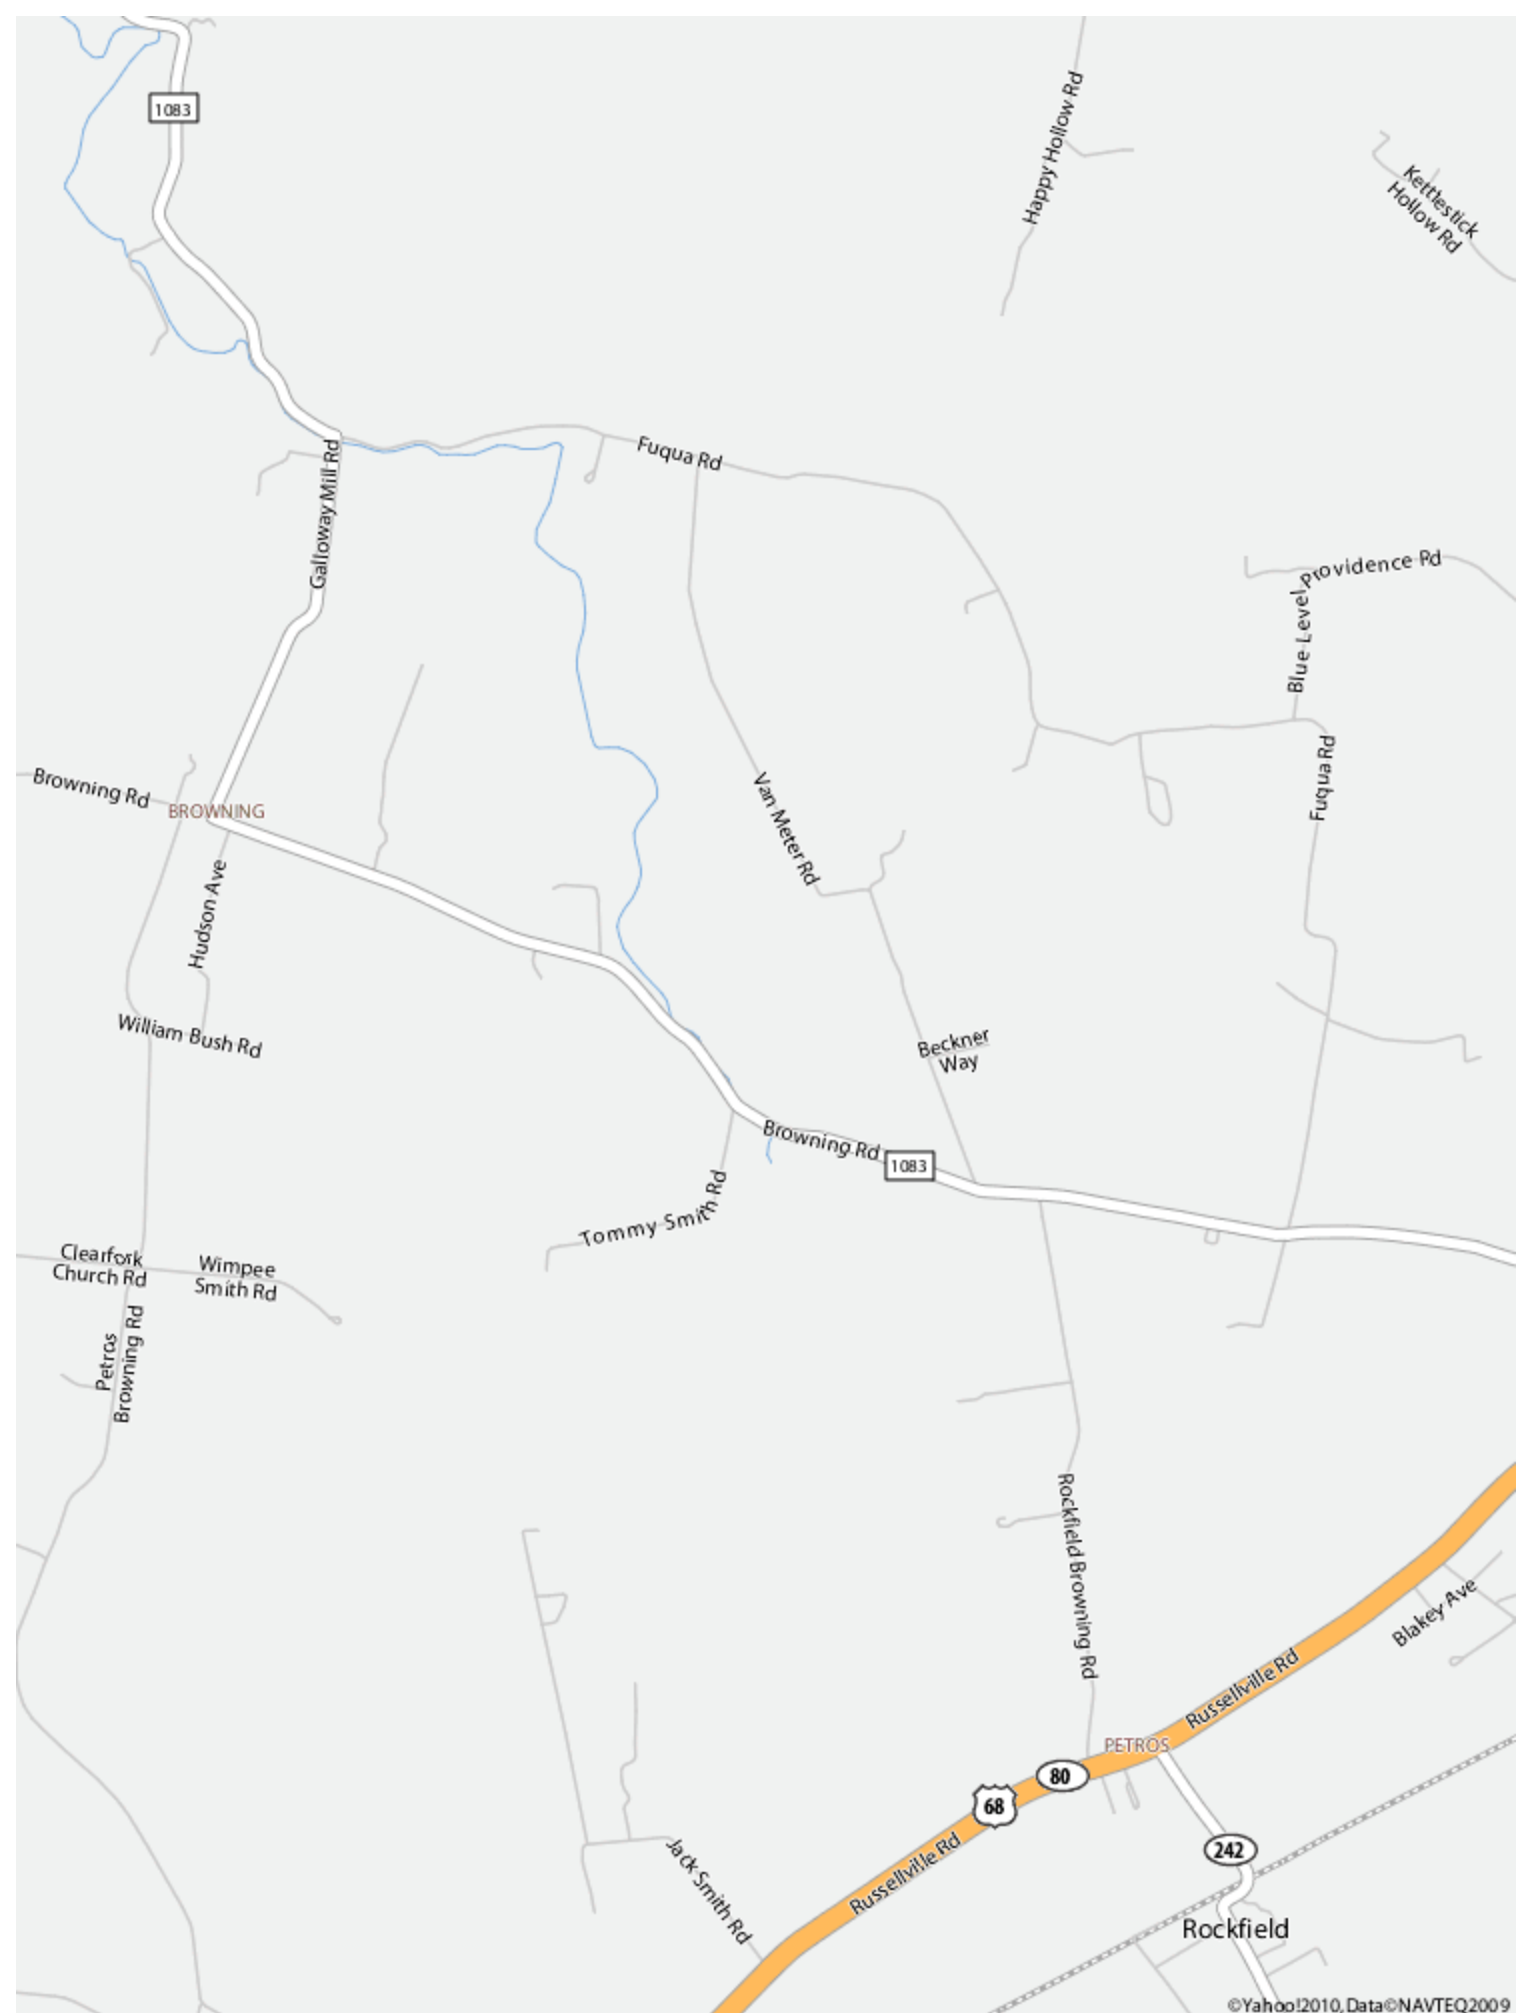 1083
Happy Hollow Rd
Kettlestick
Hollow Rd
Fuqua Rd
Galloway Mill Rd
Providence Rd
Blue Level
Browning Rd
BROWNING
Fuqua Rd
Van Meter Rd
Hudson Ave
William Bush Rd
Beckner
Way
Browning Rd
1083
Tommy Smith Rd
Clearfork
Church Rd
Wimpee
Smith Rd
Petros
Browning Rd
Rockfield Browning Rd
Blakey Ave
Russellville Rd
PETROS
80
68
Russellville Rd
Jack Smith Rd
242
Rockfield
©Yahoo!2010,Data©NAVTEQ2009